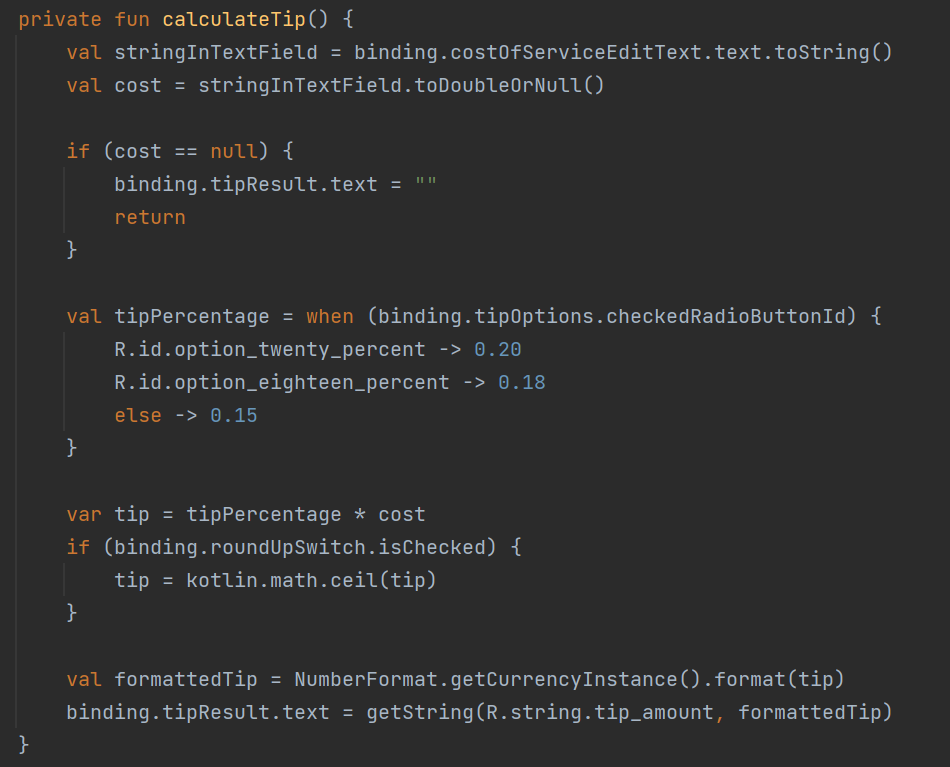 private fun calculateTip() {
    val stringInTextField = binding.costOfServiceEditText.text.toString()
    val cost = stringInTextField.toDoubleOrNull()

    if (cost == null) {
        binding.tipResult.text = ""
        return
    }

    val tipPercentage = when (binding.tipOptions.checkedRadioButtonId) {
        R.id.option_twenty_percent -> 0.20
        R.id.option_eighteen_percent -> 0.18
        else -> 0.15
    }

    var tip = tipPercentage * cost
    if (binding.roundUpSwitch.isChecked) {
        tip = kotlin.math.ceil(tip)
    }

    val formattedTip = NumberFormat.getCurrencyInstance().format(tip)
    binding.tipResult.text = getString(R.string.tip_amount, formattedTip)
}